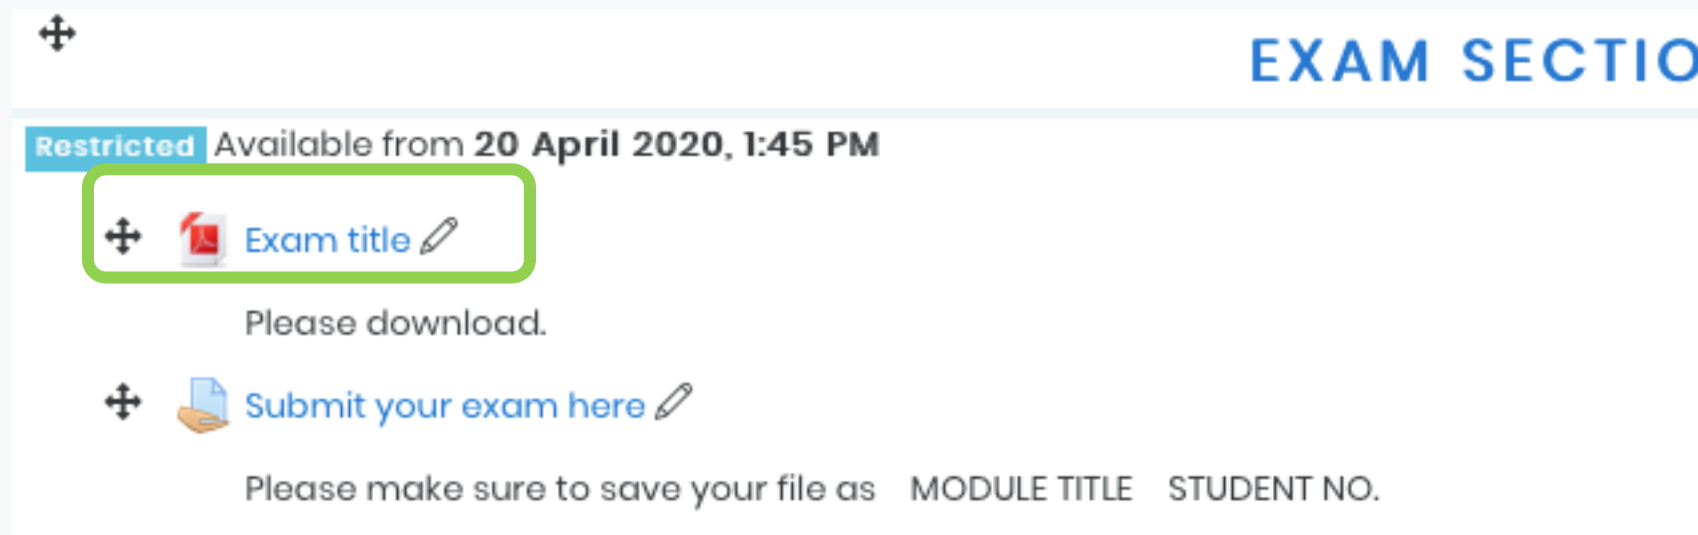 EXAM SECTIO
Restricted Available from 20 April 2020, 1:45 PM
Exam title
Please download.
Submit your exam here
Please make sure to save your file as MODULE TITLE STUDENT NO.